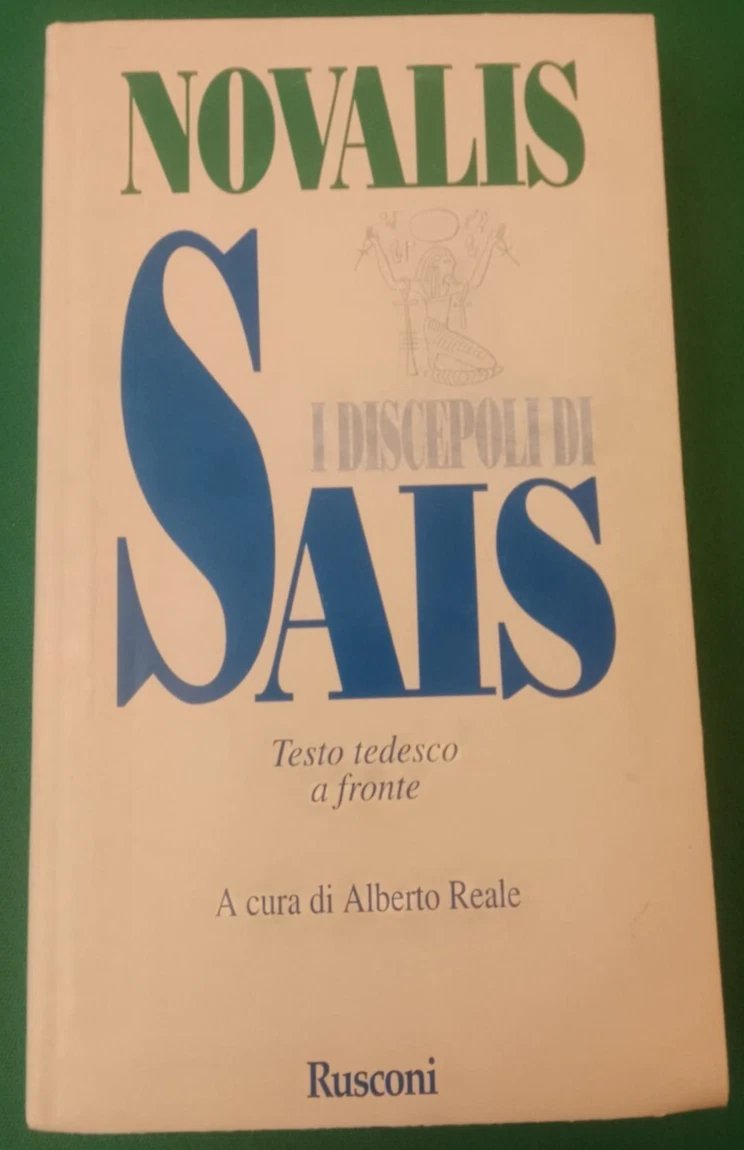 NOVALIS
I DISCEPOLI DI
SAIS
Testo tedesco
a fronte
A cura di Alberto Reale
Rusconi